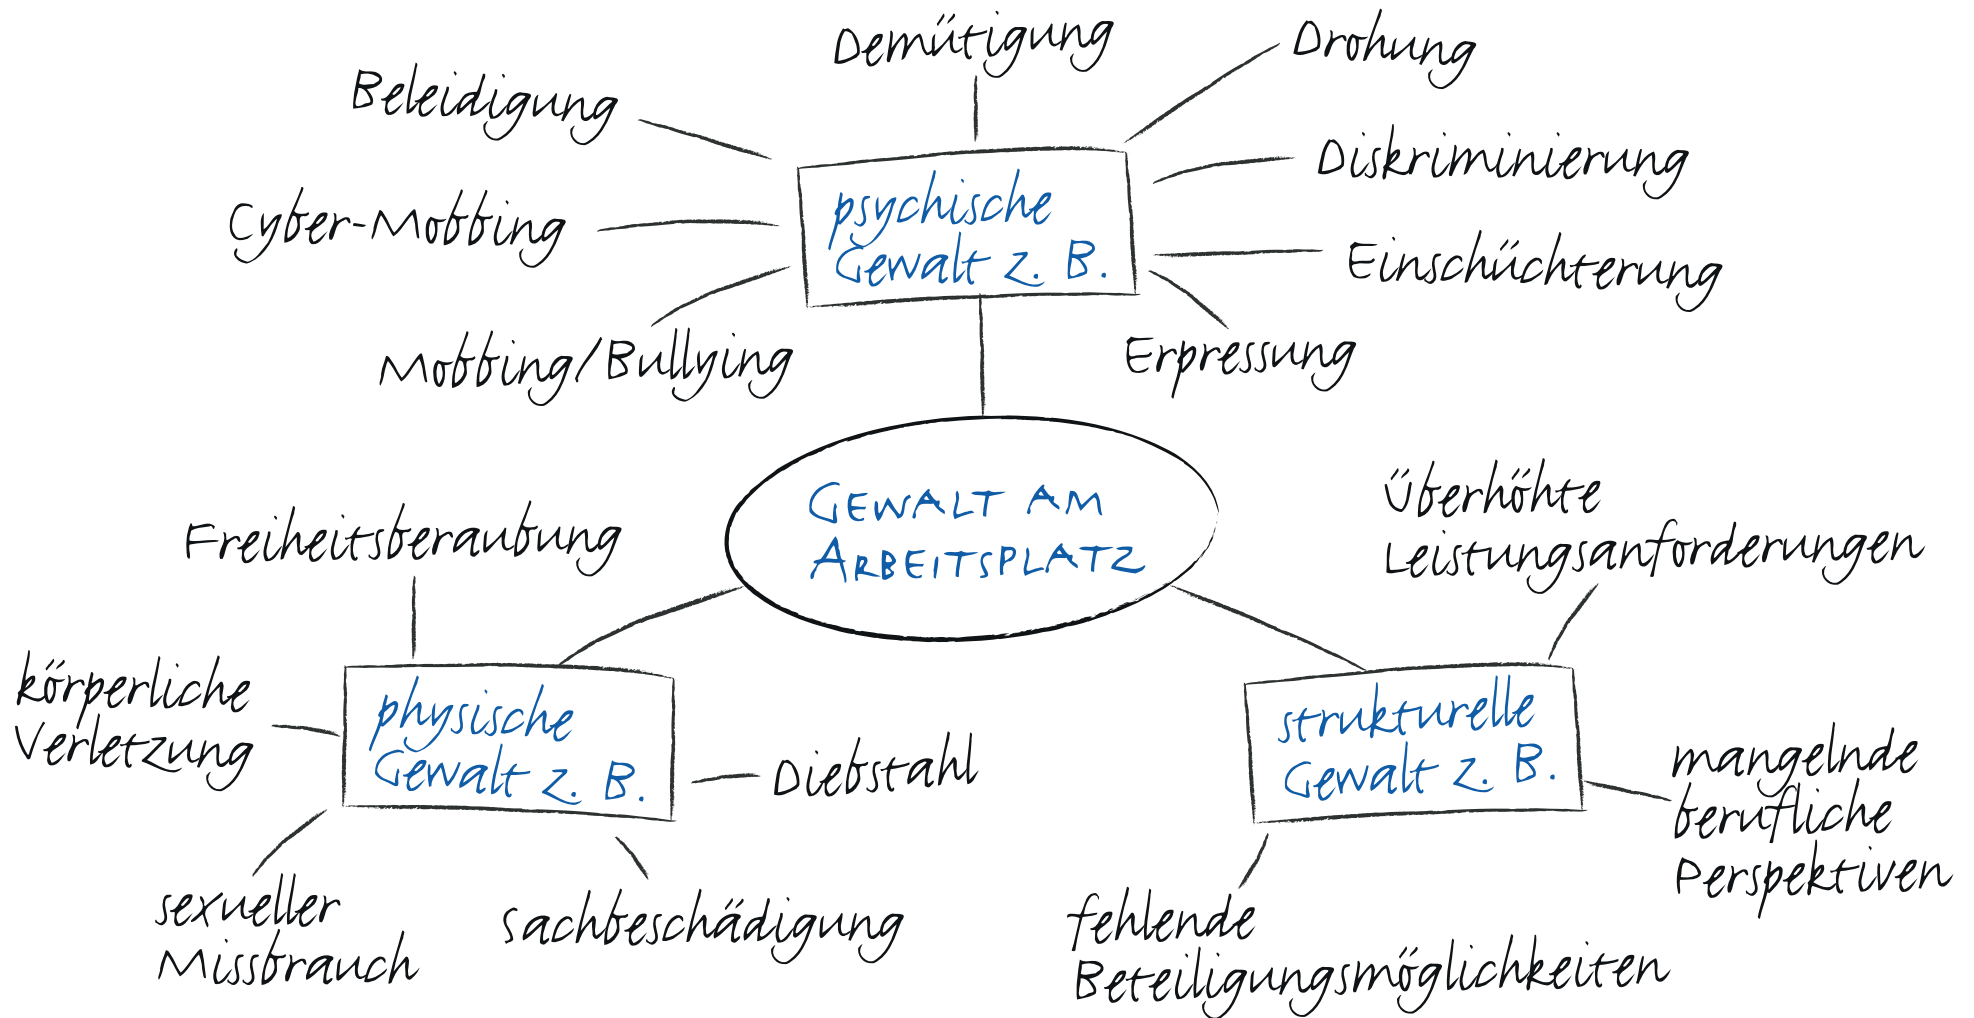 Demütigung
Drohung
Beleidigung
Diskriminierung
psychische
Gewalt z. B.
Cyber-Mobbing
Einschüchterung
Mobbing/Bullying
Erpressung
GEWALT AM
ARBEITSPLATZ
Freiheitsberaubung
Überhöhte
Leistungsanforderungen
körperliche
Verletzung
physische
Gewalt z. B.
Diebstahl
strukturelle
Gewalt z. B.
mangelnde
berufliche
Perspektiven
sexueller
Missbrauch
Sachbeschädigung
fehlende
Beteiligungsmöglichkeiten